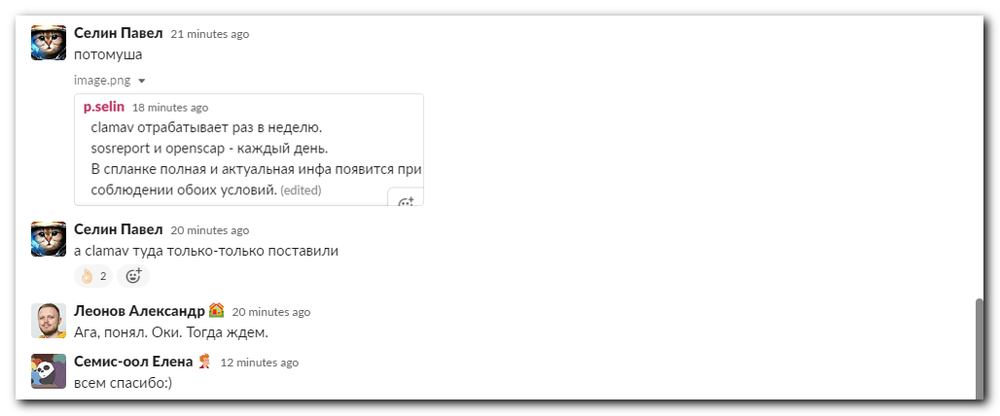 Селин Павел 21 minutes ago
потомуша
image.png
p.selin 18 minutes ago
clamav отрабатывает раз в неделю.
sosreport и openscap - каждый день.
В спланке полная и актуальная инфа появится при
соблюдении обоих условий. (edited)
Селин Павел 20 minutes ago
а clamav туда только-только поставили
2
Леонов Александр 20 minutes ago
Ага, понял. Оки. Тогда ждем.
Семис-оол Елена 12 minutes ago
всем спасибо:)